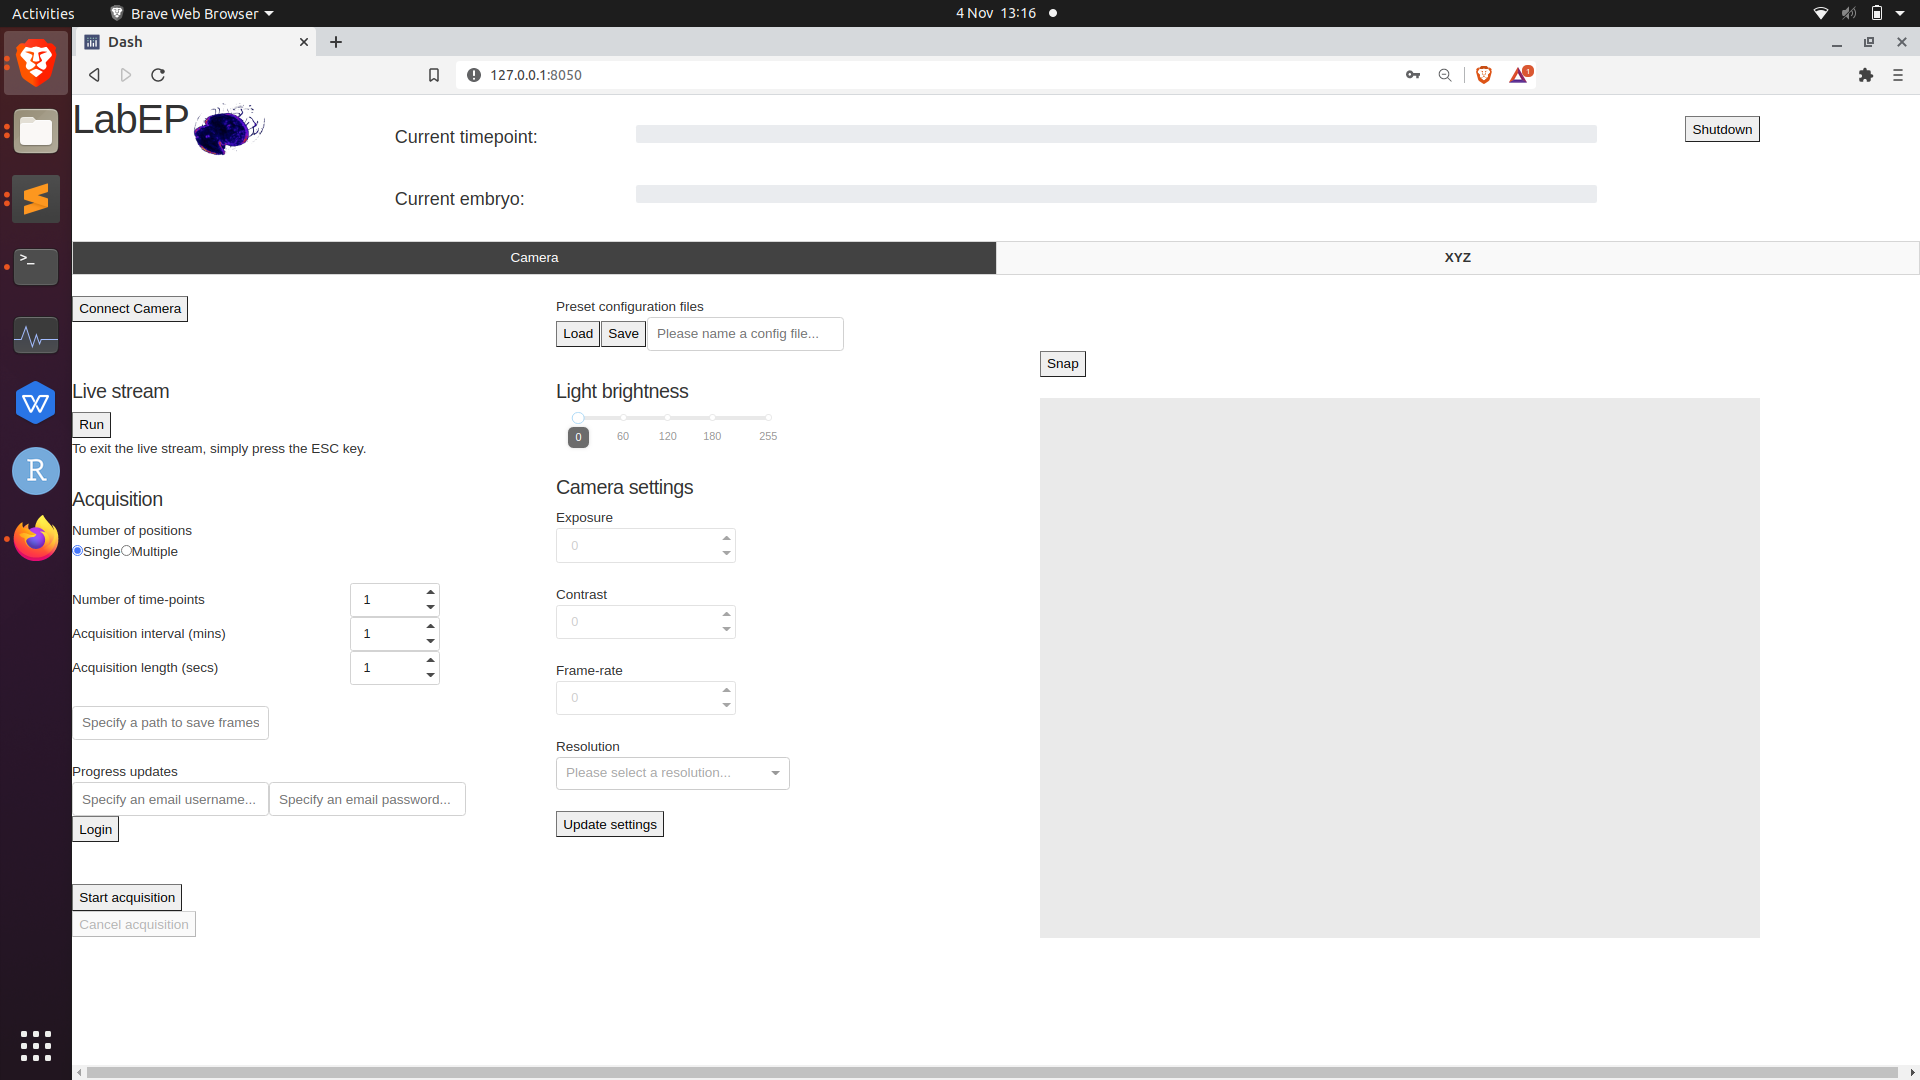 Activities
Brave Web Browser
4 Nov 13:16
Dash
127.0.0.1:8050
1
LabEP
Current timepoint:
Shutdown
Current embryo:
Camera
XYZ
Connect Camera
Preset configuration files
Load
Save
Please name a config file...
Snap
Live stream
Run
To exit the live stream, simply press the ESC key.
Light brightness
0
60
120
180
255
Acquisition
Number of positions
Single
Multiple
Number of time-points
1
Acquisition interval (mins)
1
Acquisition length (secs)
1
Specify a path to save frames
Progress updates
Specify an email username...
Specify an email password...
Login
Start acquisition
Cancel acquisition
Camera settings
Exposure
0
Contrast
0
Frame-rate
0
Resolution
Please select a resolution...
Update settings